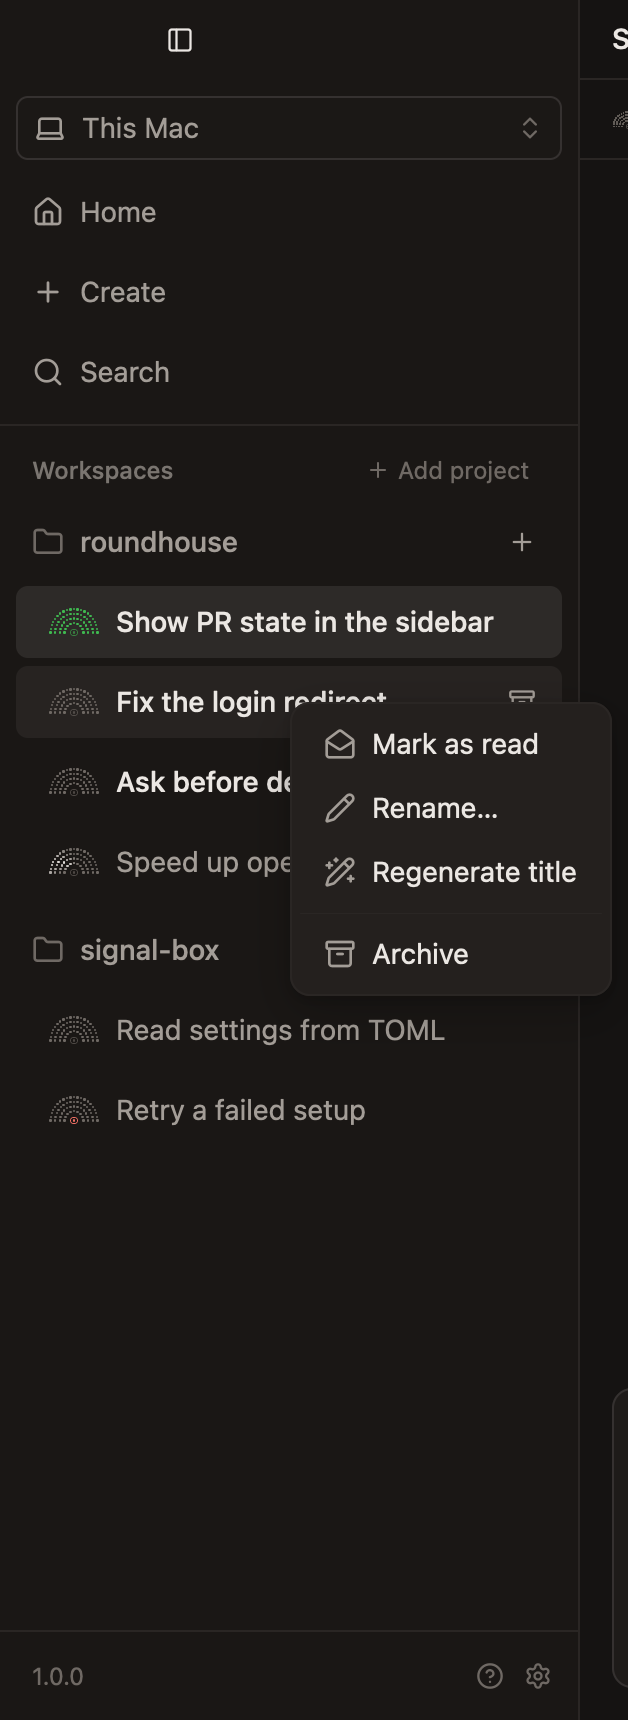 This Mac
Home
Create
Search
Workspaces
Add project
roundhouse
Show PR state in the sidebar
Fix the login redirect
Mark as read
Ask before
Rename...
Speed up
Regenerate title
signal-box
Archive
Read settings from TOML
Retry a failed setup
1.0.0